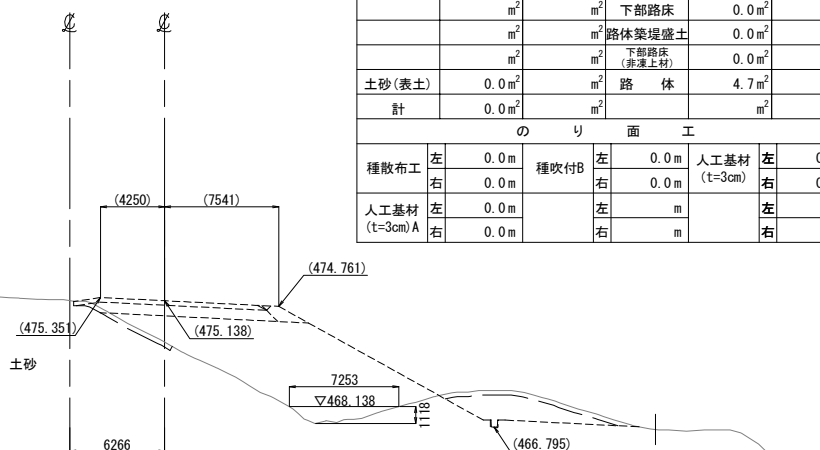 ℄ ℄
m² m² 下部路床 0.0m²
m² m² 路体築堤盛土 0.0m²
m² m² 下部路床(非凍上材) 0.0m²
土砂(表土) 0.0m² m² 路 体 4.7m²
計 0.0m² m² m²
の り 面 工
種散布工 左 0.0m 種吹付B 左 0.0m 人工基材(t=3cm) 左
右 0.0m 右 0.0m 右
人工基材(t=3cm)A 左 0.0m 左 m 左
右 0.0m 右 m 右
(4250) (7541)
(474.761)
(475.351) (475.138)
土砂
7253
▽468.138
1118
6266
(466.795)